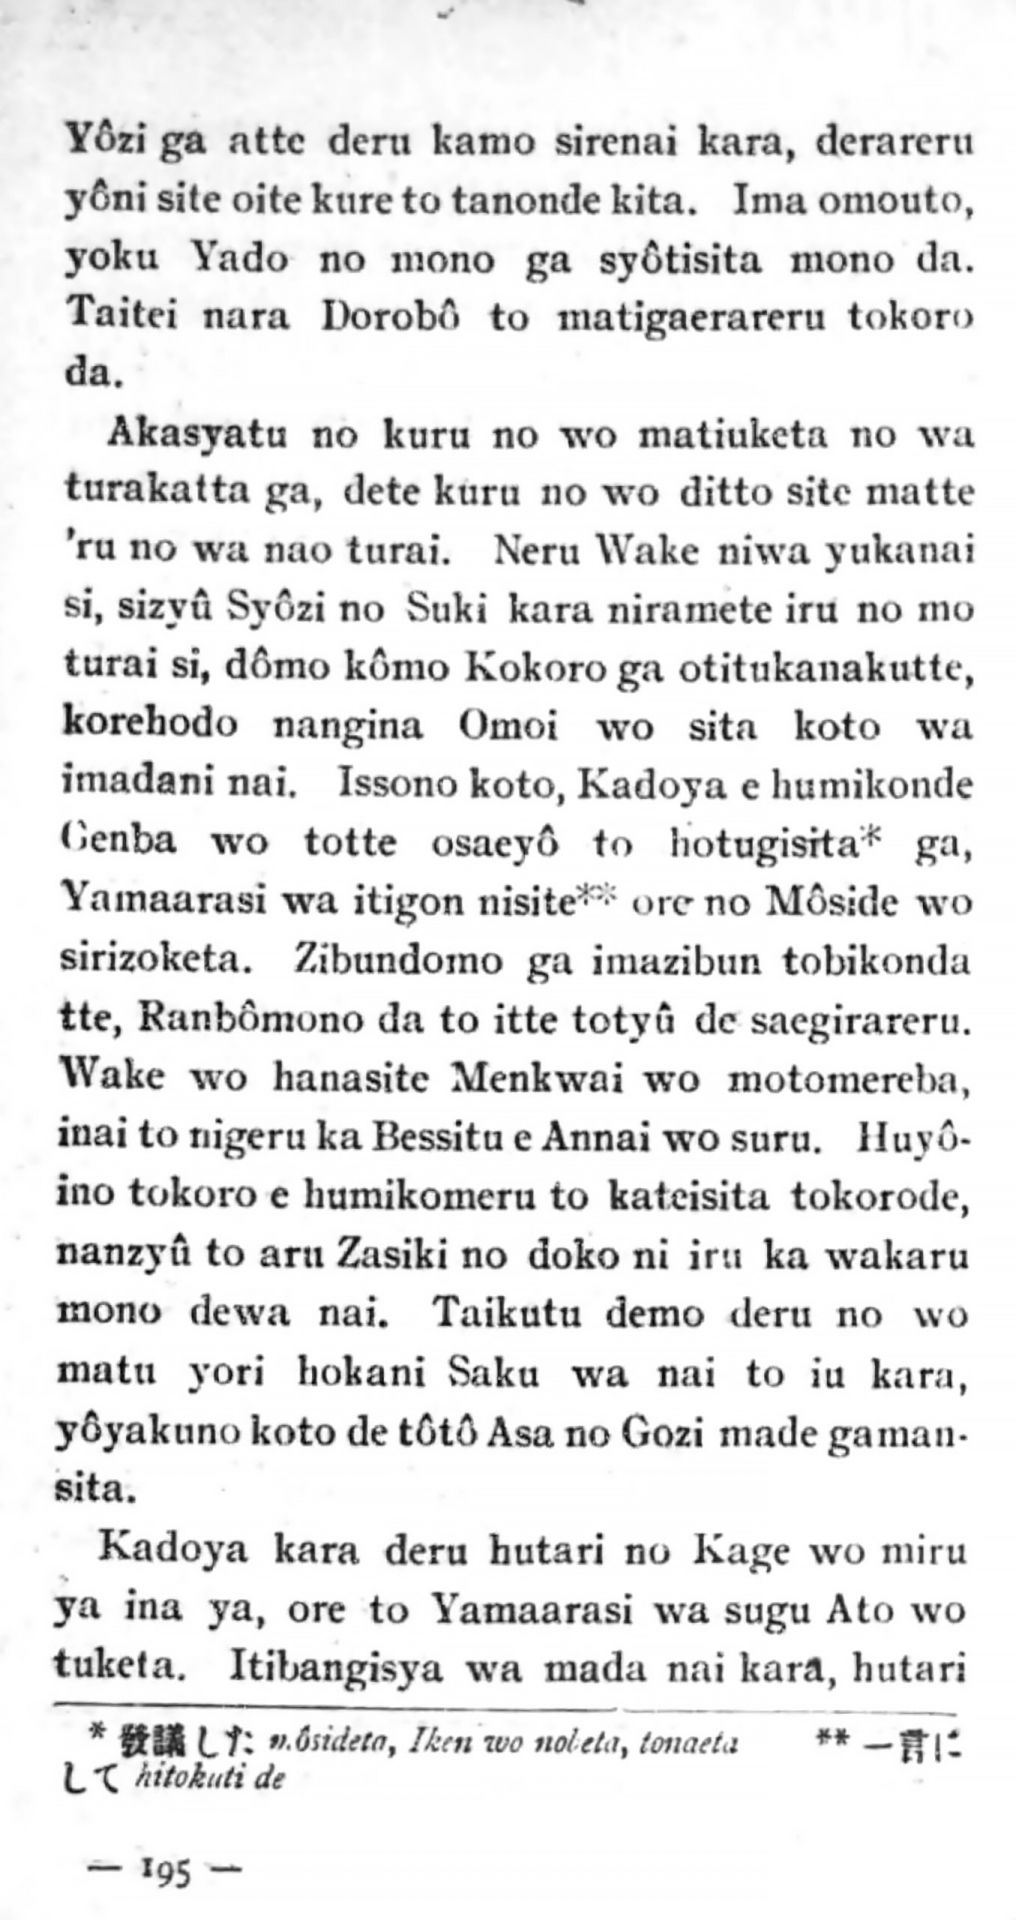 Yôzi ga atte deru kamo sirenai kara, derareru
yôni site oite kure to tanonde kita. Ima omouto,
yoku Yado no mono ga syôtisita mono da.
Taitei nara Dorobô to matigaerareru tokoro
da.
Akasyatu no kuru no wo matiuketa no wa
turakatta ga, dete kuru no wo ditto site matte
'ru no wa nao turai. Neru Wake niwa yukanai
si, sizyû Syôzi no Suki kara niramete iru no mo
turai si, dômo kômo Kokoro ga otitukanakutte,
korehodo nangina Omoi wo sita koto wa
imadani nai. Issono koto, Kadoya e humikonde
Genba wo totte osaeyô to hotugisita* ga,
Yamaarasi wa itigon nisite** ore no Môside wo
sirizoketa. Zibundomo ga imazibun tobikonda
tte, Ranbômono da to itte totyû de saegirareru.
Wake wo hanasite Menkwai wo motomereba,
inai to nigeru ka Bessitu e Annai wo suru. Huyô-
ino tokoro e humikomeru to kateisita tokorode,
nanzyû to aru Zasiki no doko ni iru ka wakaru
mono dewa nai. Taikutu demo deru no wo
matu yori hokani Saku wa nai to iu kara,
yôyakuno koto de tôtô Asa no Gozi made gaman-
sita.
Kadoya kara deru hutari no Kage wo miru
ya ina ya, ore to Yamaarasi wa sugu Ato wo
tuketa. Itibangisya wa mada nai kara, hutari
* 發議した môsideta, Iken wo nobeta, tonaeta ** 一言に
して hitokuti de
— 195 —